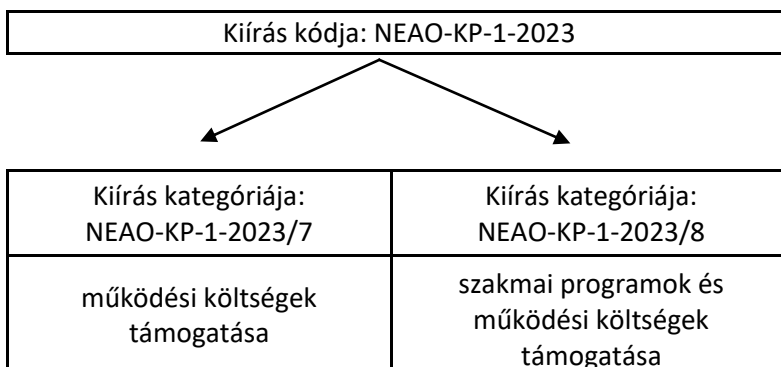 Kiírás kódja: NEAO-KP-1-2023
Kiírás kategóriája:
NEAO-KP-1-2023/7
Kiírás kategóriája:
NEAO-KP-1-2023/8
működési költségek
támogatása
szakmai programok és
működési költségek
támogatása